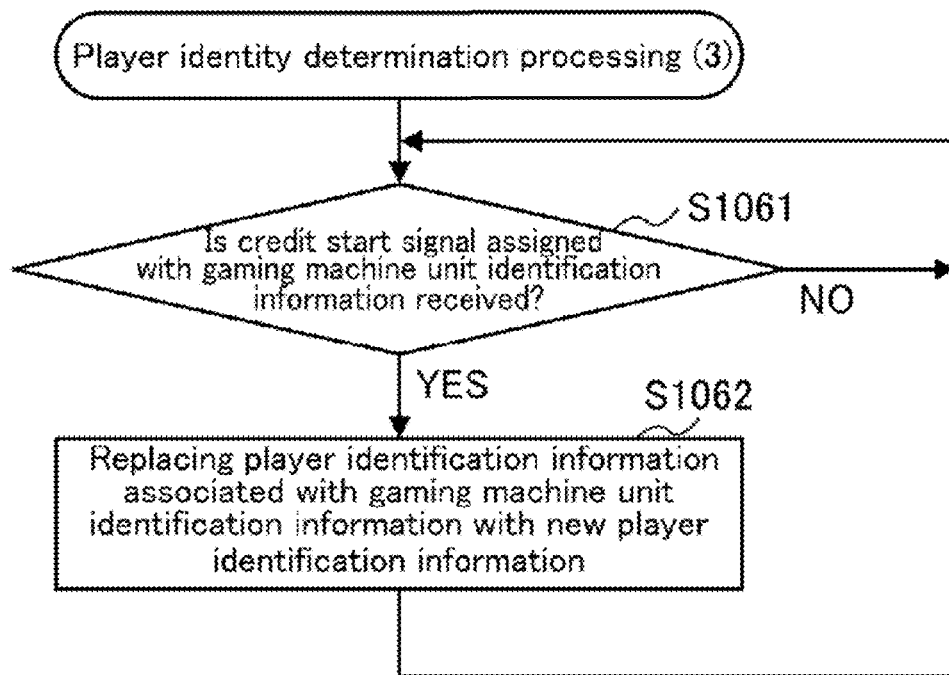 Player identity determination processing (3)
S1061
Is credit start signal assigned
with gaming machine unit identification
information received?
NO
YES
S1062
Replacing player identification information
associated with gaming machine unit
identification information with new player
identification information